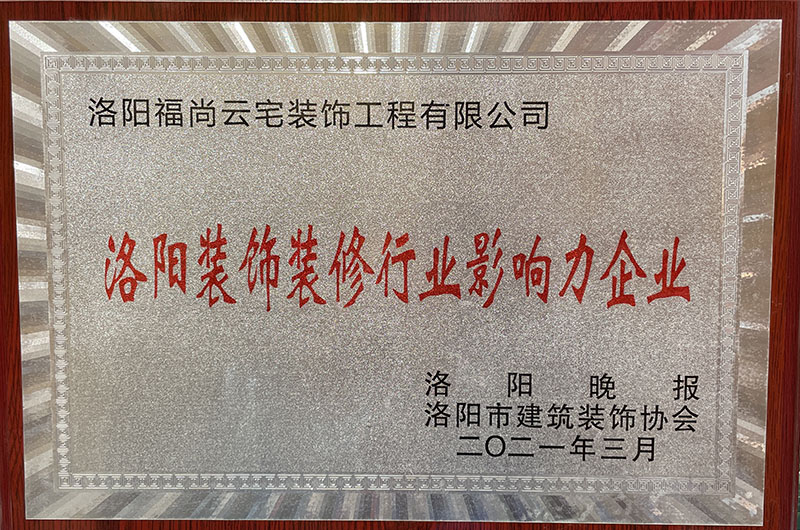 洛阳福尚云宅装饰工程有限公司
洛阳装饰装修行业影响力企业
洛阳晚报
洛阳市建筑装饰协会
二〇二一年三月